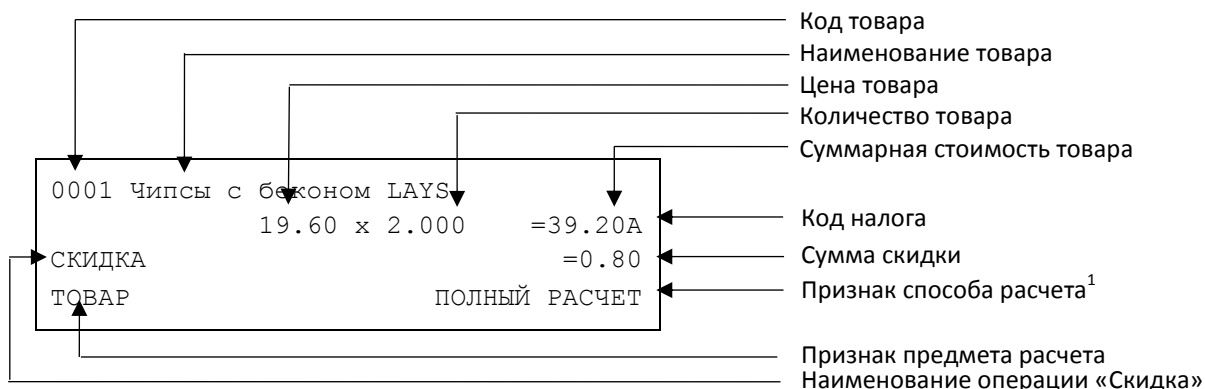 Код товара
Наименование товара
Цена товара
Количество товара
Суммарная стоимость товара
0001 Чипсы с беконом LAYS
19.60 x 2.000 =39.20А
Код налога
СКИДКА =0.80
Сумма скидки
ТОВАР ПОЛНЫЙ РАСЧЕТ
Признак способа расчета1
Признак предмета расчета
Наименование операции «Скидка»